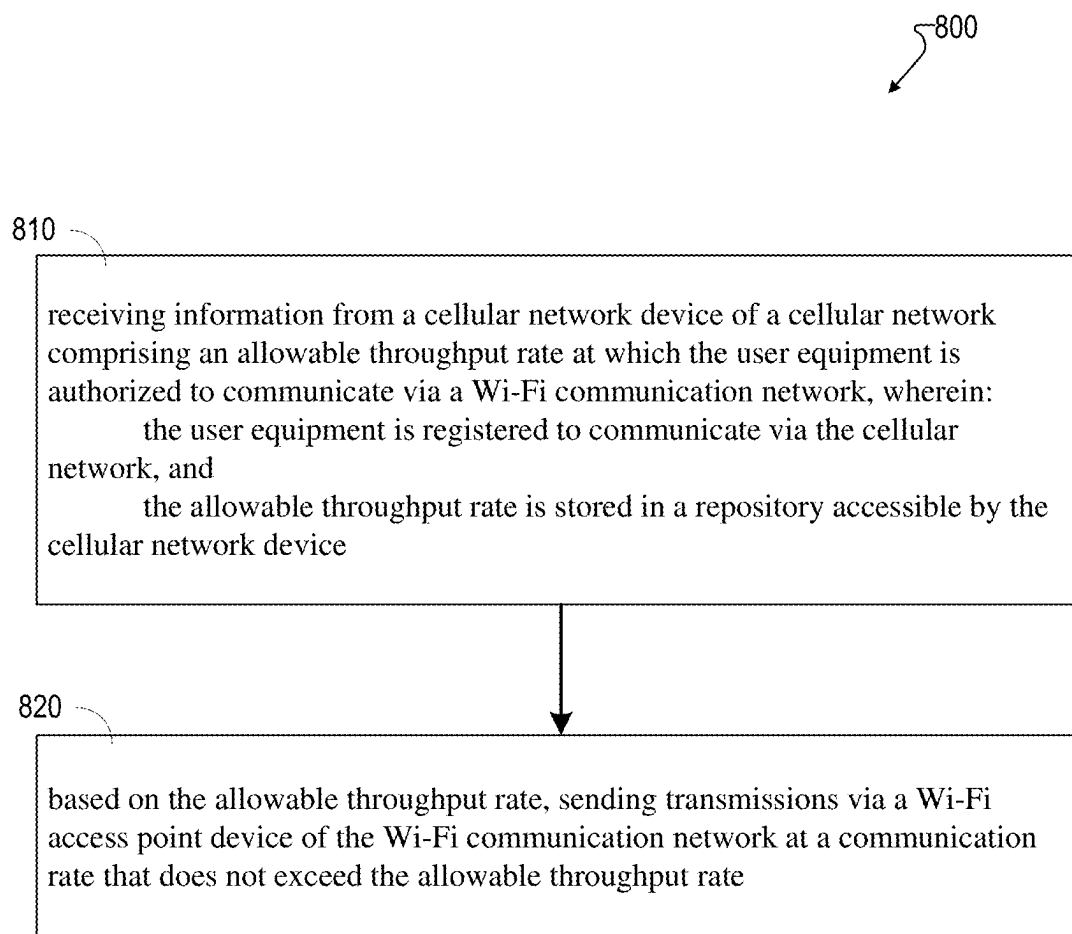 800
810
receiving information from a cellular network device of a cellular network
comprising an allowable throughput rate at which the user equipment is
authorized to communicate via a Wi-Fi communication network, wherein:
the user equipment is registered to communicate via the cellular
network, and
the allowable throughput rate is stored in a repository accessible by the
cellular network device
820
based on the allowable throughput rate, sending transmissions via a Wi-Fi
access point device of the Wi-Fi communication network at a communication
rate that does not exceed the allowable throughput rate